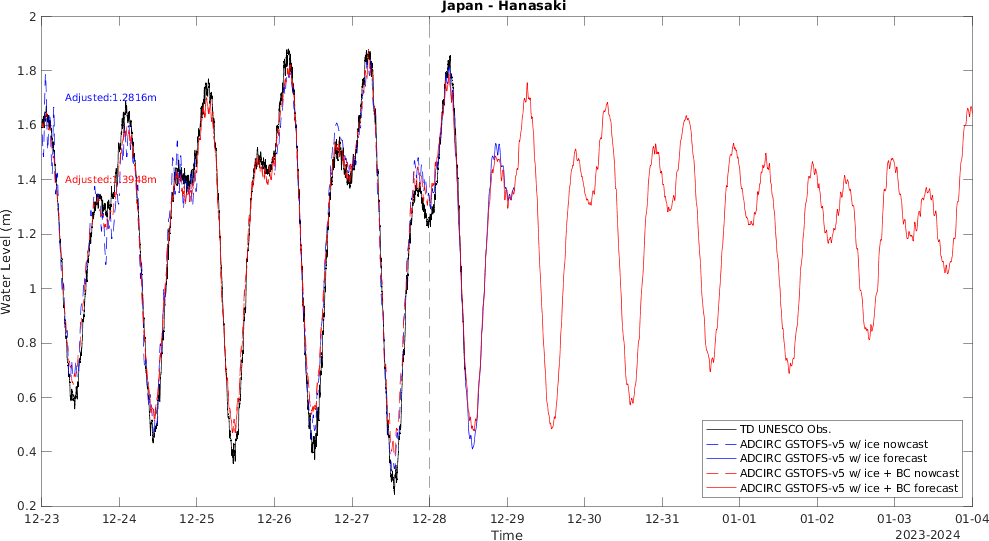 Japan - Hanasaki
2
1.8
1.6
1.4
1.2
1
0.8
0.6
0.4
0.2
Water Level (m)
Adjusted:1.2816m
Adjusted:1.3948m
TD UNESCO Obs.
ADCIRC GSTOFS-v5 w/ ice nowcast
ADCIRC GSTOFS-v5 w/ ice forecast
ADCIRC GSTOFS-v5 w/ ice + BC nowcast
ADCIRC GSTOFS-v5 w/ ice + BC forecast
12-23 12-24 12-25 12-26 12-27 12-28 12-29 12-30 12-31 01-01 01-02 01-03 01-04
Time
2023-2024